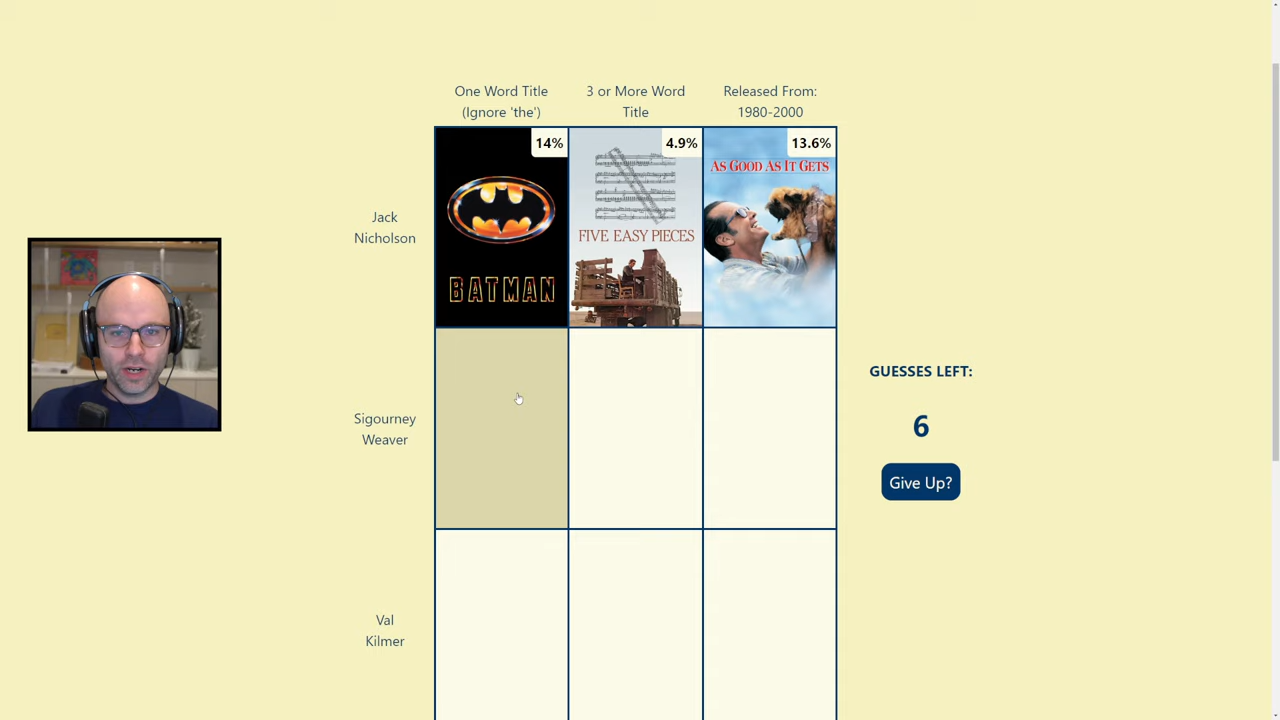 One Word Title
(Ignore 'the')
3 or More Word
Title
Released From:
1980-2000
14%
4.9%
13.6%
Jack
Nicholson
BATMAN
FIVE EASY PIECES
AS GOOD AS IT GETS
Sigourney
Weaver
GUESSES LEFT:
6
Give Up?
Val
Kilmer